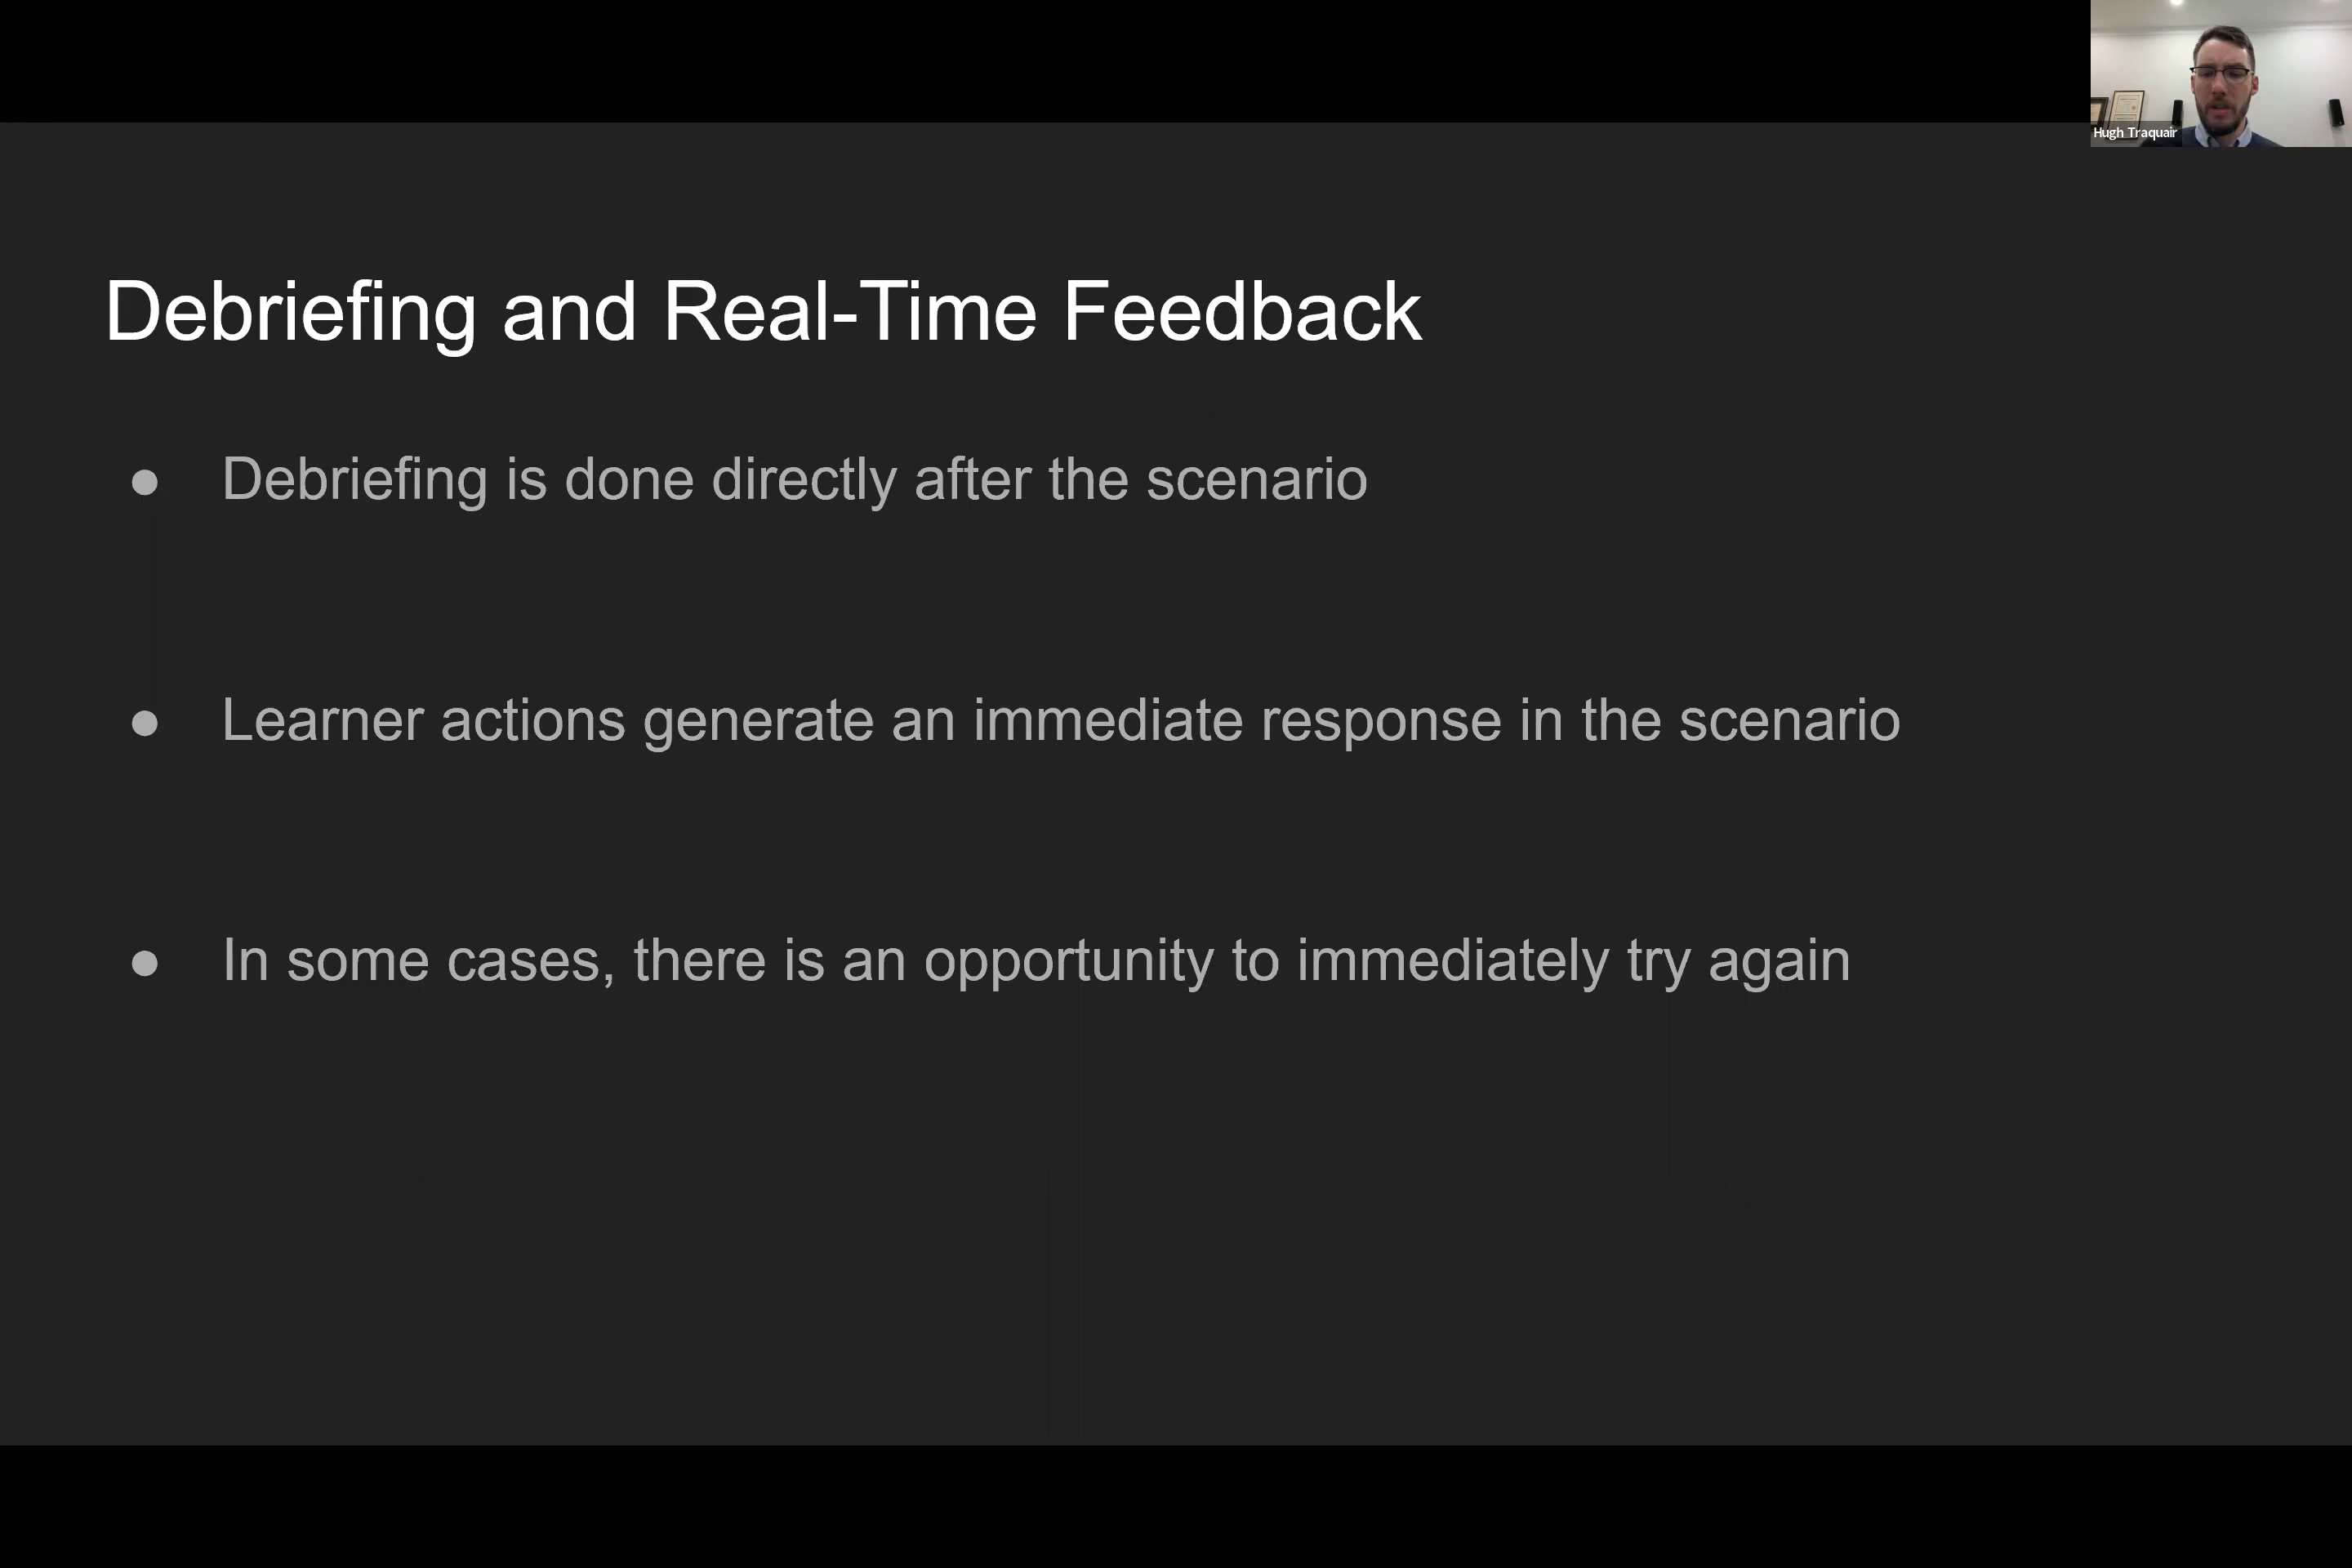 Hugh Traquair
Debriefing and Real-Time Feedback
● Debriefing is done directly after the scenario
● Learner actions generate an immediate response in the scenario
● In some cases, there is an opportunity to immediately try again